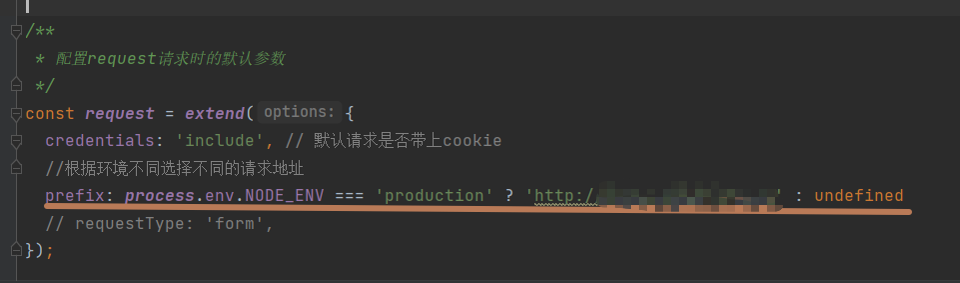 /**
* 配置request请求时的默认参数
*/
const request = extend( options: {
credentials: 'include', // 默认请求是否带上cookie
//根据环境不同选择不同的请求地址
prefix: process.env.NODE_ENV === 'production' ? 'http:/ ' : undefined
// requestType: 'form',
});